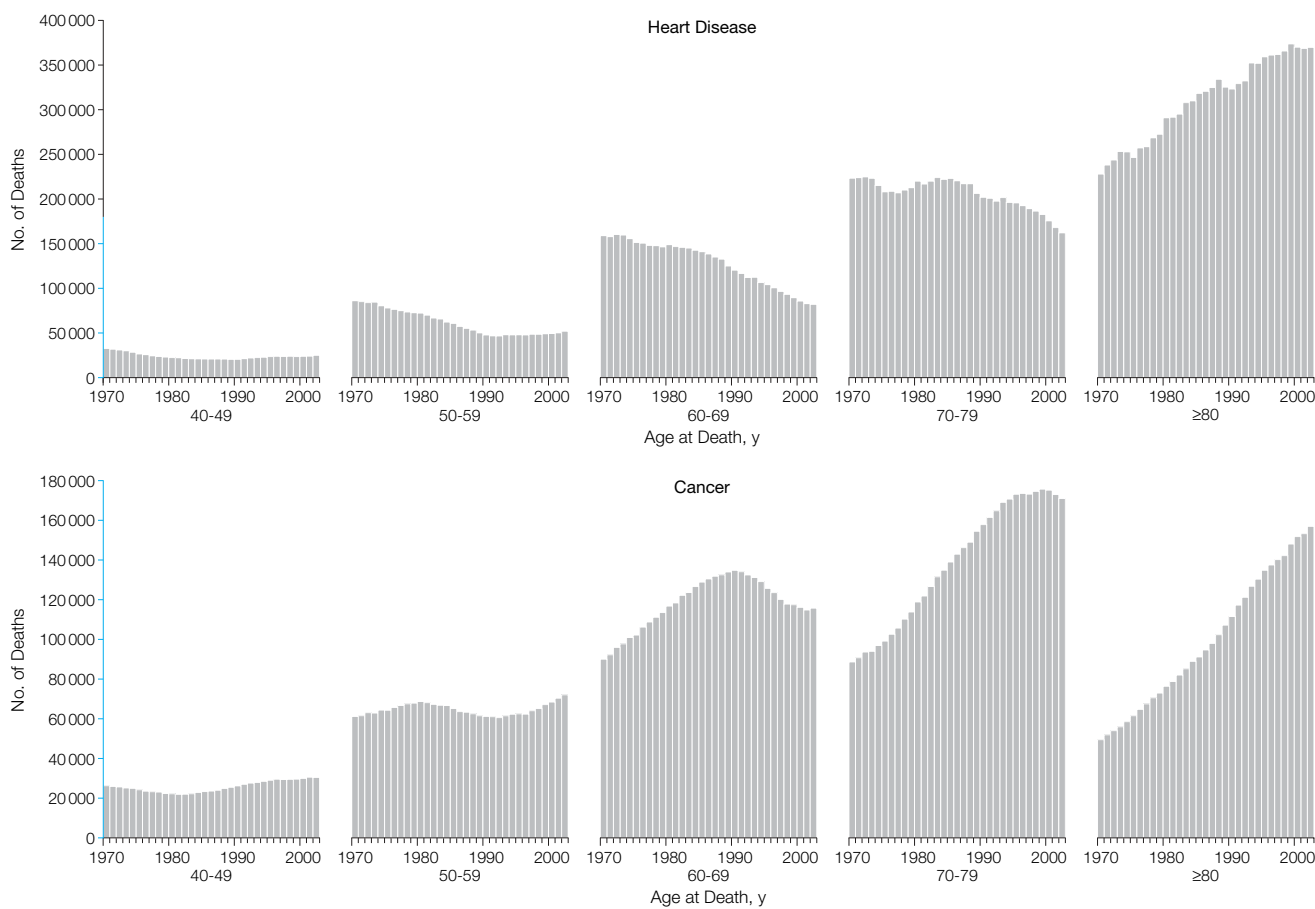 Heart Disease
No. of Deaths
400 000
350 000
300 000
250 000
200 000
150 000
100 000
50 000
0
1970 1980 1990 2000 1970 1980 1990 2000 1970 1980 1990 2000 1970 1980 1990 2000 1970 1980 1990 2000
40-49 50-59 60-69 70-79 ≥80
Age at Death, y
Cancer
No. of Deaths
180 000
160 000
140 000
120 000
100 000
80 000
60 000
40 000
20 000
0
1970 1980 1990 2000 1970 1980 1990 2000 1970 1980 1990 2000 1970 1980 1990 2000 1970 1980 1990 2000
40-49 50-59 60-69 70-79 ≥80
Age at Death, y